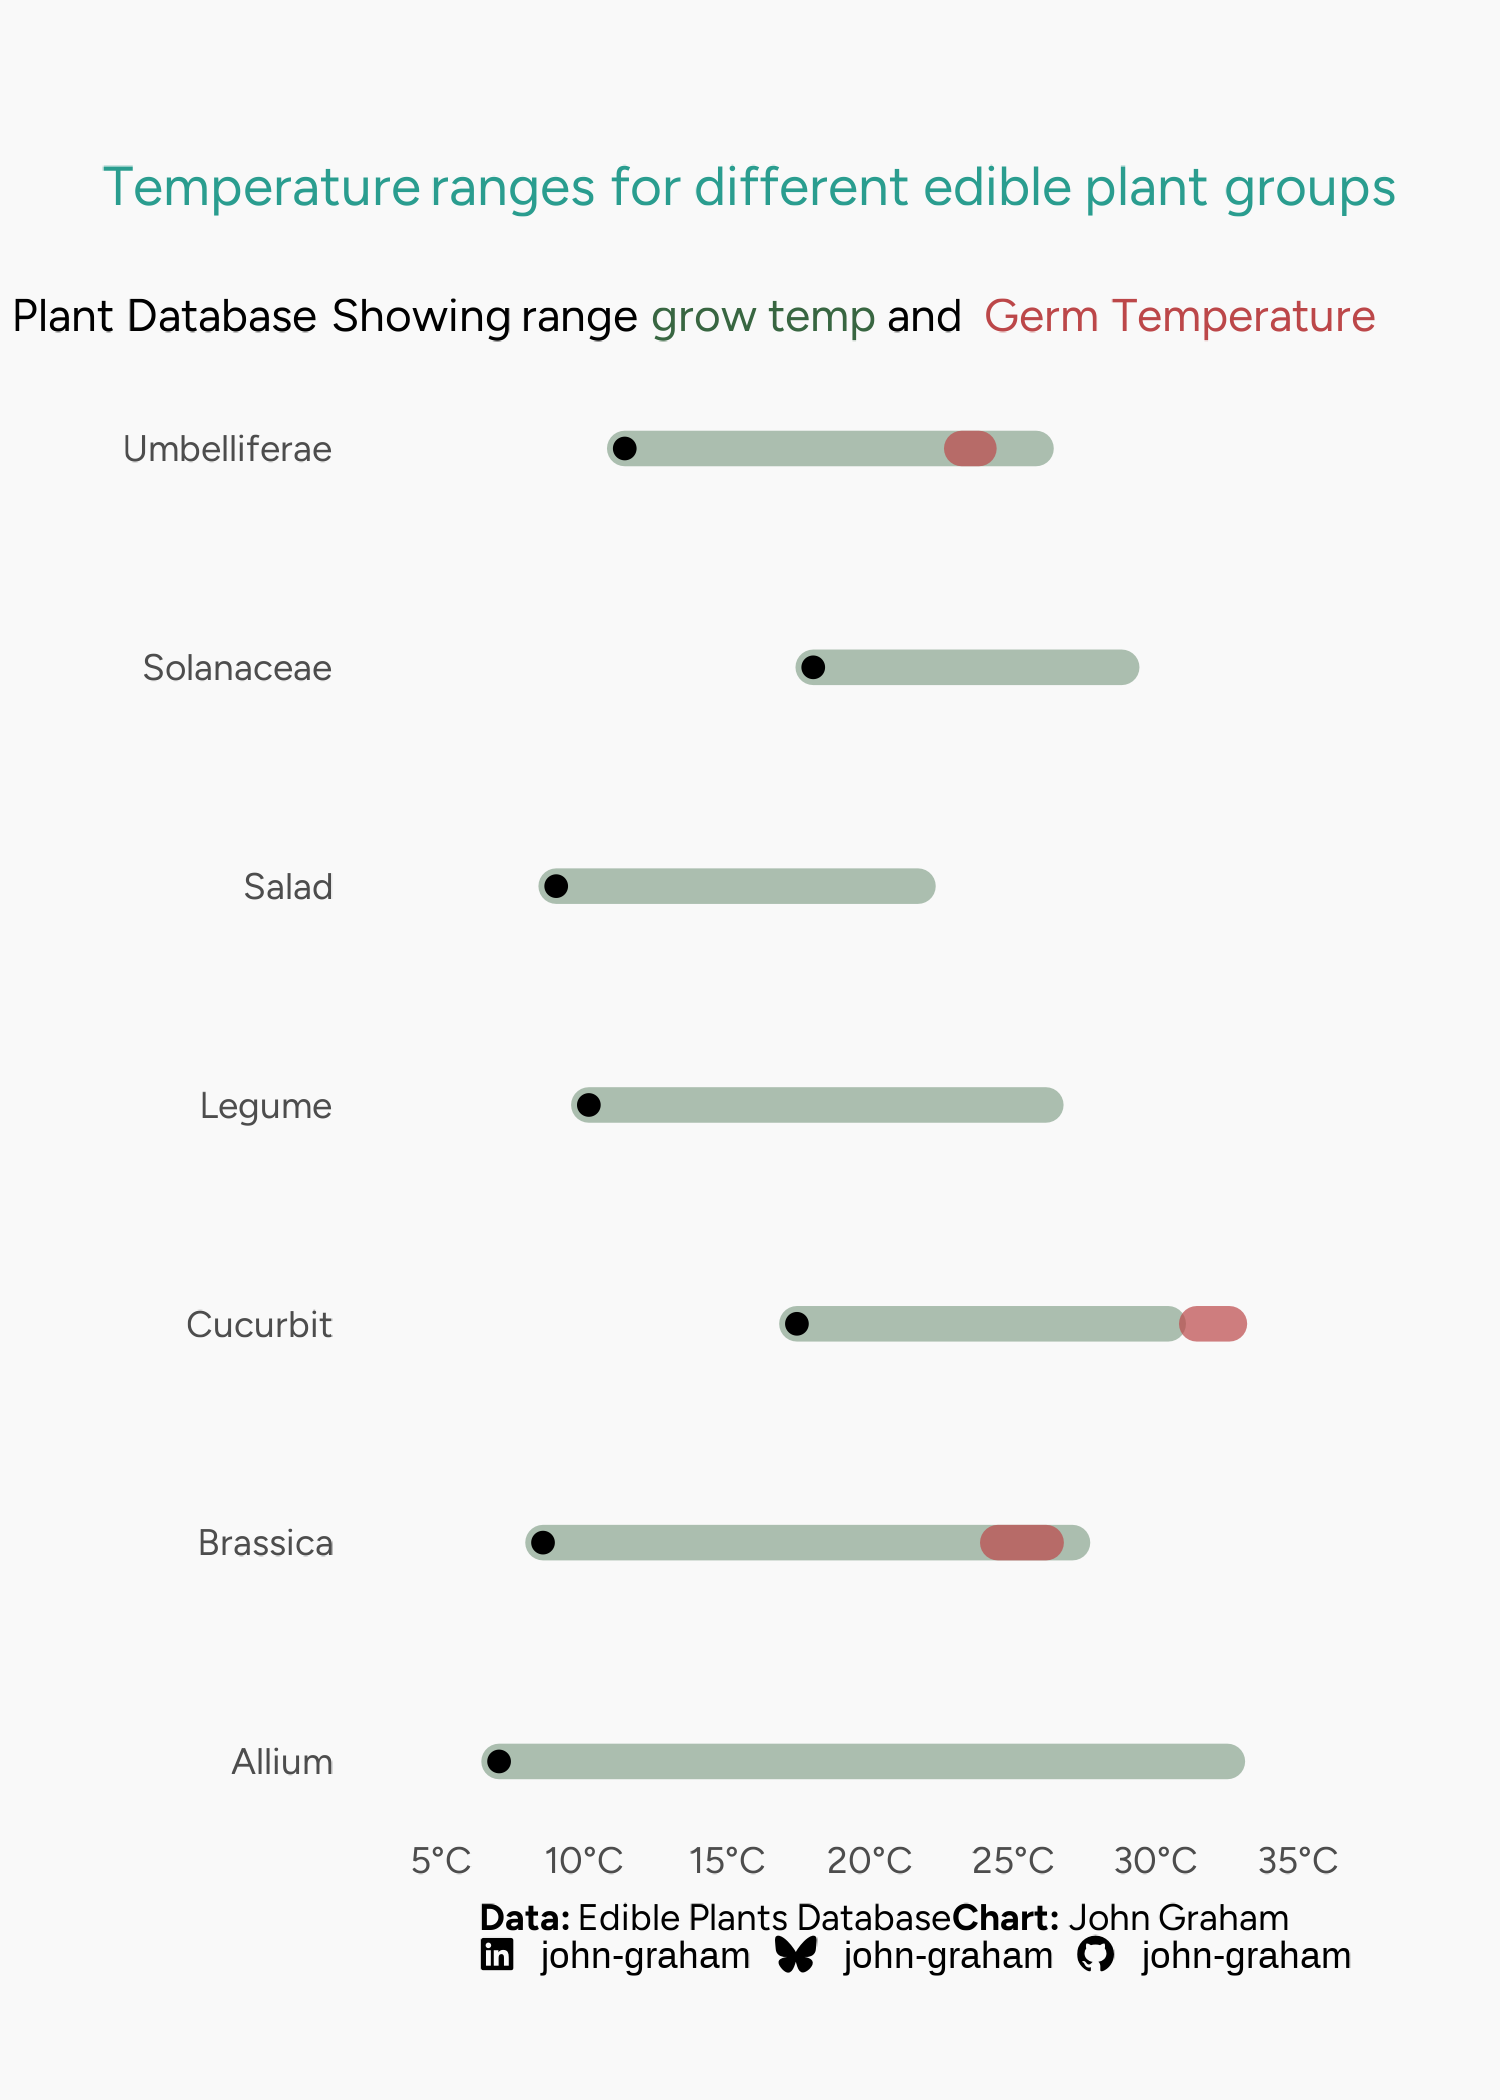 Temperature ranges for different edible plant groups
Plant Database Showing range grow temp and Germ Temperature
Umbelliferae
Solanaceae
Salad
Legume
Cucurbit
Brassica
Allium
5°C 10°C 15°C 20°C 25°C 30°C 35°C
Data: Edible Plants DatabaseChart: John Graham
john-graham john-graham john-graham